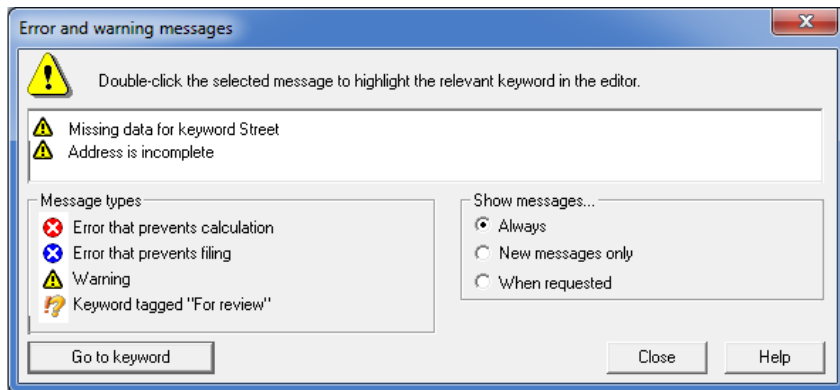 Error and warning messages
Double-click the selected message to highlight the relevant keyword in the editor.
Missing data for keyword Street
Address is incomplete
Message types
Error that prevents calculation
Error that prevents filing
Warning
Keyword tagged "For review"
Show messages...
Always
New messages only
When requested
Go to keyword
Close
Help